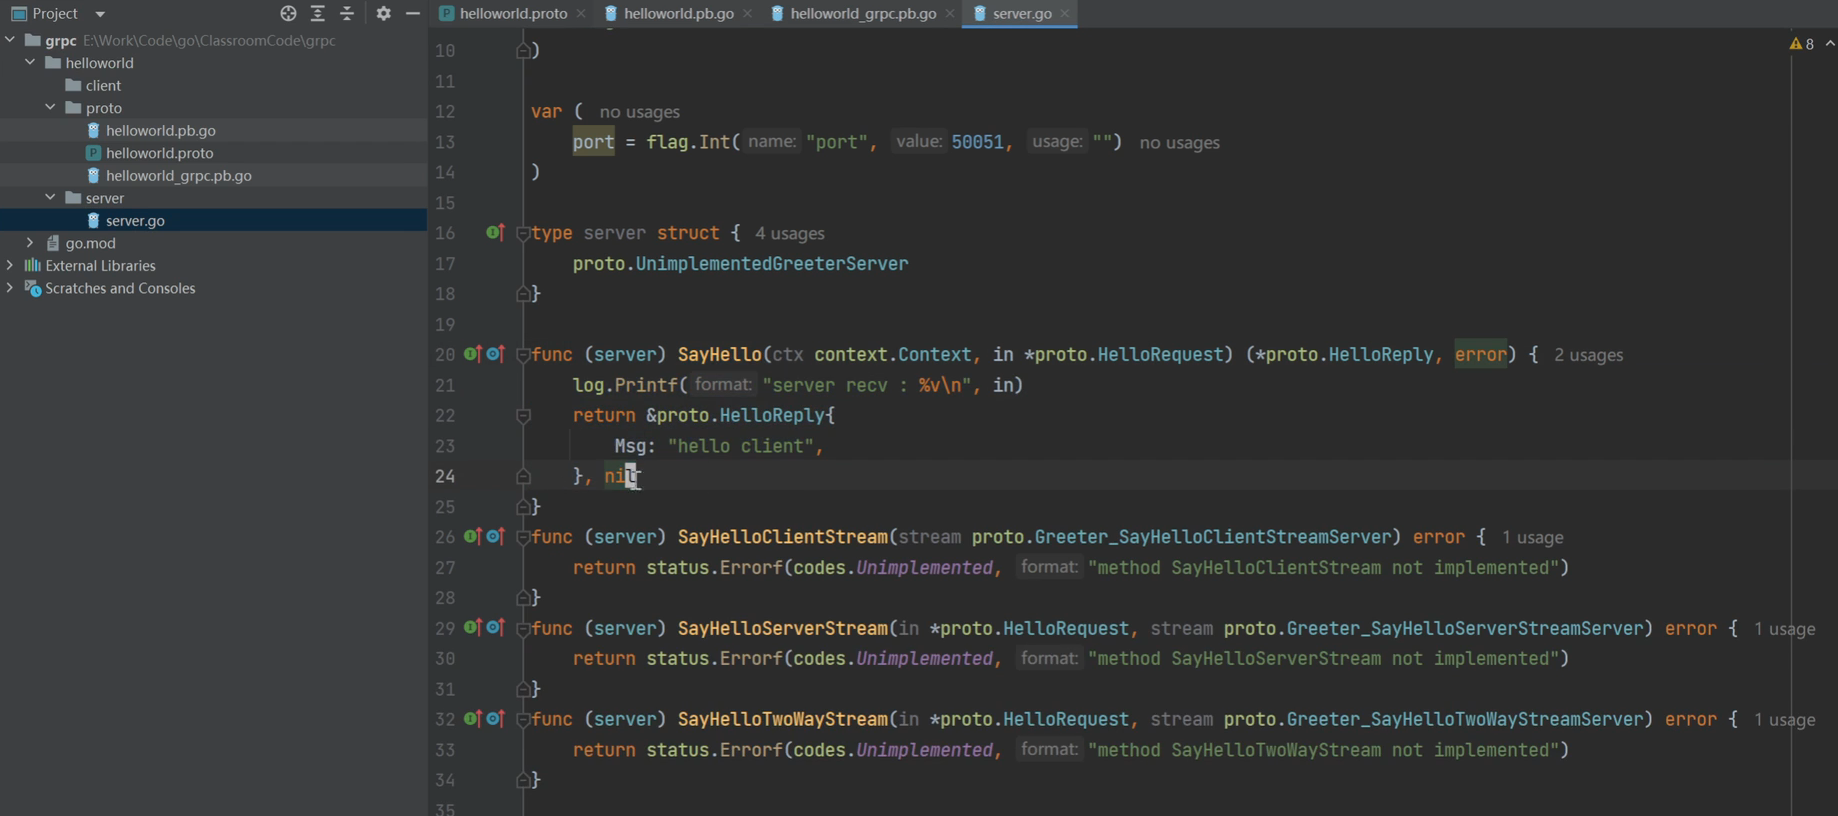 Project
grpc E:\Work\Code\go\ClassroomCode\grpc
helloworld
client
proto
helloworld.pb.go
helloworld.proto
helloworld_grpc.pb.go
server
server.go
go.mod
External Libraries
Scratches and Consoles
helloworld.proto helloworld.pb.go helloworld_grpc.pb.go server.go
8
10 )
11
12 var ( no usages
13 port = flag.Int( name: "port", value: 50051, usage: "") no usages
14 )
15
16 type server struct { 4 usages
17 proto.UnimplementedGreeterServer
18 }
19
20 func (server) SayHello(ctx context.Context, in *proto.HelloRequest) (*proto.HelloReply, error) { 2 usages
21 log.Printf( format: "server recv : %v\n", in)
22 return &proto.HelloReply{
23 Msg: "hello client",
24 }, nil
25 }
26 func (server) SayHelloClientStream(stream proto.Greeter_SayHelloClientStreamServer) error { 1 usage
27 return status.Errorf(codes.Unimplemented, format: "method SayHelloClientStream not implemented")
28 }
29 func (server) SayHelloServerStream(in *proto.HelloRequest, stream proto.Greeter_SayHelloServerStreamServer) error { 1 usage
30 return status.Errorf(codes.Unimplemented, format: "method SayHelloServerStream not implemented")
31 }
32 func (server) SayHelloTwoWayStream(in *proto.HelloRequest, stream proto.Greeter_SayHelloTwoWayStreamServer) error { 1 usage
33 return status.Errorf(codes.Unimplemented, format: "method SayHelloTwoWayStream not implemented")
34 }
35